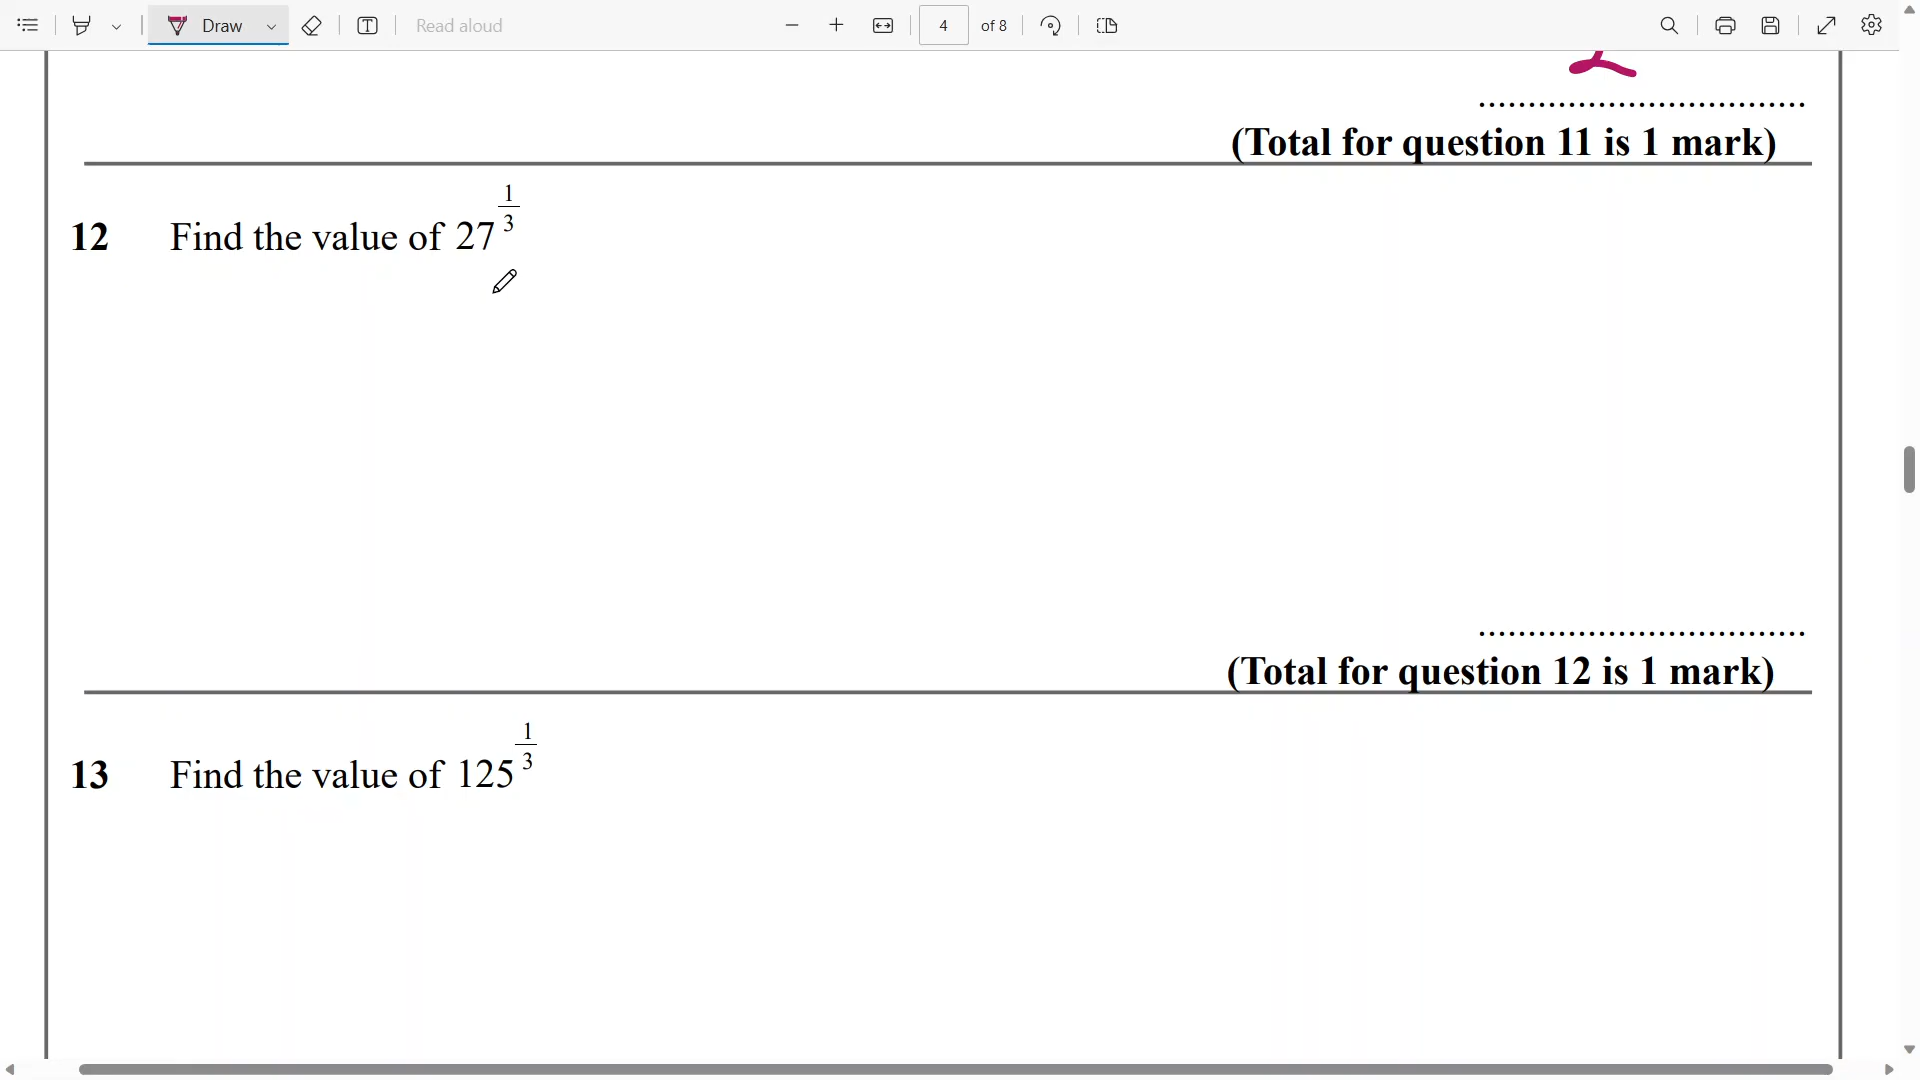 Draw
Read aloud
4 of 8
2
.................................
(Total for question 11 is 1 mark)
12 Find the value of 27^(1/3)
.................................
(Total for question 12 is 1 mark)
13 Find the value of 125^(1/3)